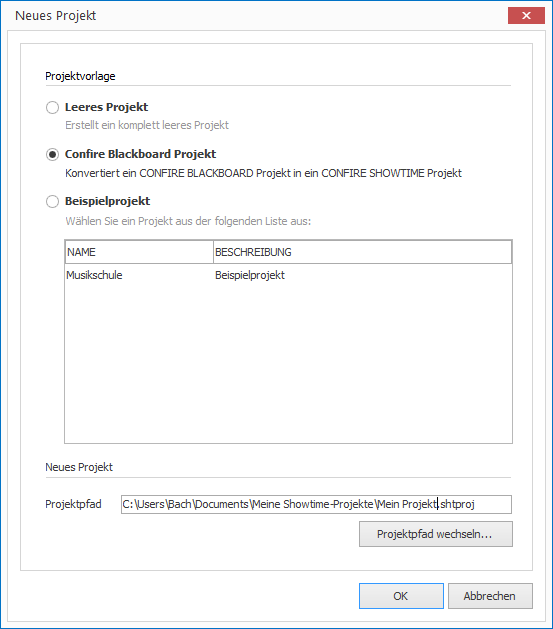 Neues Projekt
Projektvorlage
Leeres Projekt
Erstellt ein komplett leeres Projekt
Confire Blackboard Projekt
Konvertiert ein CONFIRE BLACKBOARD Projekt in ein CONFIRE SHOWTIME Projekt
Beispielprojekt
Wählen Sie ein Projekt aus der folgenden Liste aus:
NAME BESCHREIBUNG
Musikschule Beispielprojekt
Neues Projekt
Projektpfad C:\Users\Bach\Documents\Meine Showtime-Projekte\Mein Projekt.shtproj
Projektpfad wechseln...
OK Abbrechen